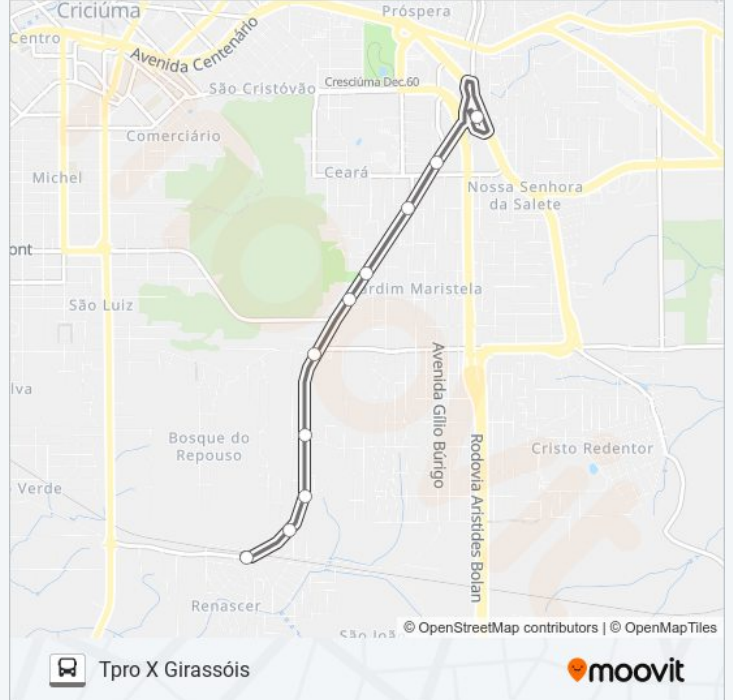 Criciúma
Próspera
Centro
Avenida Centenário
São Cristóvão
Cresciúma Dec.60
Comerciário
Ceará
Michel
Nossa Senhora
da Salete
ont
ardim Maristela
São Luiz
Avenida Gílio Búrigo
lva
Bosque do
Repouso
Rodovia Aristides Bolan
Cristo Redentor
Verde
Renascer
São João
© OpenStreetMap contributors | © OpenMapTiles
Tpro X Girassóis
moovit